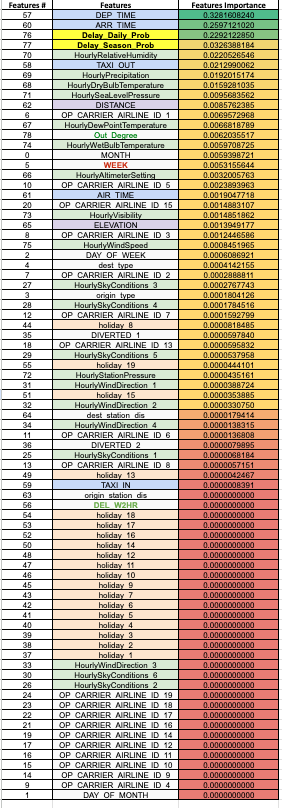 Features # Features Features Importance
57 DEP_TIME 0.3281608240
60 ARR_TIME 0.2597121020
76 Delay_Daily_Prob 0.2292122850
77 Delay_Season_Prob 0.0326388184
70 HourlyRelativeHumidity 0.0220526546
58 TAXI_OUT 0.0212990062
69 HourlyPrecipitation 0.0192015174
68 HourlyDryBulbTemperature 0.0159281035
71 HourlySeaLevelPressure 0.0095683562
62 DISTANCE 0.0085762385
6 OP_CARRIER_AIRLINE_ID_1 0.0069572968
67 HourlyDewPointTemperature 0.0066818789
78 Out_Degree 0.0062035517
74 HourlyWetBulbTemperature 0.0059708725
0 MONTH 0.0059398721
5 WEEK 0.0053155644
66 HourlyAltimeterSetting 0.0032005763
10 OP_CARRIER_AIRLINE_ID_5 0.0023893963
61 AIR_TIME 0.0019047718
20 OP_CARRIER_AIRLINE_ID_15 0.0014883107
73 HourlyVisibility 0.0014851862
65 ELEVATION 0.0013949177
8 OP_CARRIER_AIRLINE_ID_3 0.0012446586
75 HourlyWindSpeed 0.0008451965
2 DAY_OF_WEEK 0.0006086921
4 dest_type 0.0004142155
7 OP_CARRIER_AIRLINE_ID_2 0.0002888811
27 HourlySkyConditions_3 0.0002767743
3 origin_type 0.0001804126
28 HourlySkyConditions_4 0.0001784516
12 OP_CARRIER_AIRLINE_ID_7 0.0001592799
44 holiday_8 0.0000818485
35 DIVERTED_1 0.0000597840
18 OP_CARRIER_AIRLINE_ID_13 0.0000595832
29 HourlySkyConditions_5 0.0000537958
55 holiday_19 0.0000444101
72 HourlyStationPressure 0.0000435161
31 HourlyWindDirection_1 0.0000388724
51 holiday_15 0.0000353885
32 HourlyWindDirection_2 0.0000330750
64 dest_station_dis 0.0000179414
34 HourlyWindDirection_4 0.0000138315
11 OP_CARRIER_AIRLINE_ID_6 0.0000136808
36 DIVERTED_2 0.0000079895
25 HourlySkyConditions_1 0.0000068184
13 OP_CARRIER_AIRLINE_ID_8 0.0000057151
49 holiday_13 0.0000042467
59 TAXI_IN 0.0000008391
63 origin_station_dis 0.0000000000
56 DEL_W2HR 0.0000000000
54 holiday_18 0.0000000000
53 holiday_17 0.0000000000
52 holiday_16 0.0000000000
50 holiday_14 0.0000000000
48 holiday_12 0.0000000000
47 holiday_11 0.0000000000
46 holiday_10 0.0000000000
45 holiday_9 0.0000000000
43 holiday_7 0.0000000000
42 holiday_6 0.0000000000
41 holiday_5 0.0000000000
40 holiday_4 0.0000000000
39 holiday_3 0.0000000000
38 holiday_2 0.0000000000
37 holiday_1 0.0000000000
33 HourlyWindDirection_3 0.0000000000
30 HourlySkyConditions_6 0.0000000000
26 HourlySkyConditions_2 0.0000000000
24 OP_CARRIER_AIRLINE_ID_19 0.0000000000
23 OP_CARRIER_AIRLINE_ID_18 0.0000000000
22 OP_CARRIER_AIRLINE_ID_17 0.0000000000
21 OP_CARRIER_AIRLINE_ID_16 0.0000000000
19 OP_CARRIER_AIRLINE_ID_14 0.0000000000
17 OP_CARRIER_AIRLINE_ID_12 0.0000000000
16 OP_CARRIER_AIRLINE_ID_11 0.0000000000
15 OP_CARRIER_AIRLINE_ID_10 0.0000000000
14 OP_CARRIER_AIRLINE_ID_9 0.0000000000
9 OP_CARRIER_AIRLINE_ID_4 0.0000000000
1 DAY_OF_MONTH 0.0000000000